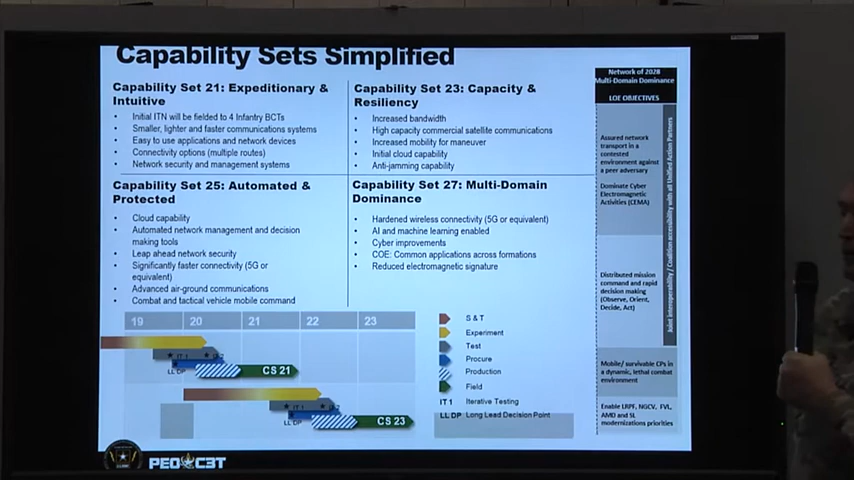 Capability Sets Simplified
Capability Set 21: Expeditionary &
Intuitive
• Initial ITN will be fielded to 4 Infantry BCTs
• Smaller, lighter and faster communications systems
• Easy to use applications and network devices
• Connectivity options (multiple routes)
• Network security and management systems
Capability Set 23: Capacity &
Resiliency
• Increased bandwidth
• High capacity commercial satellite communications
• Increased mobility for maneuver
• Initial cloud capability
• Anti-jamming capability
Capability Set 25: Automated &
Protected
• Cloud capability
• Automated network management and decision
making tools
• Leap ahead network security
• Significantly faster connectivity (5G or
equivalent)
• Advanced air-ground communications
• Combat and tactical vehicle mobile command
Capability Set 27: Multi-Domain
Dominance
• Hardened wireless connectivity (5G or equivalent)
• AI and machine learning enabled
• Cyber improvements
• COE: Common applications across formations
• Reduced electromagnetic signature
Network of 2028
Multi-Domain Dominance
LOE OBJECTIVES
Assured network
transport in a
contested
environment against
a peer adversary
Dominate Cyber
Electromagnetic
Activities (CEMA)
Distributed mission
command and rapid
decision making
(Observe, Orient,
Decide, Act)
Mobile/ survivable CPs in
a dynamic, lethal combat
environment
Enable LRPF, NGCV, FVL,
AMD and SL
modernizations priorities
Joint interoperability / Coalition accessibility with all Unified Action Partners
19 20 21 22 23
IT 1
LL DP
CS 21
IT 1
LL DP
CS 23
S & T
Experiment
Test
Procure
Production
Field
IT 1 Iterative Testing
LL DP Long Lead Decision Point
PEO C3T